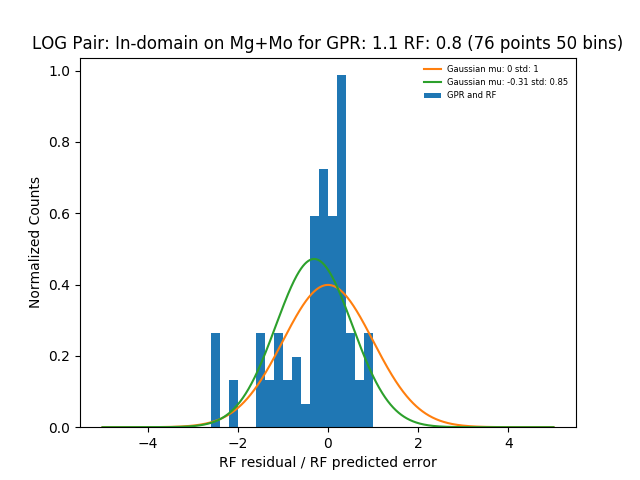 LOG Pair: In-domain on Mg+Mo for GPR: 1.1 RF: 0.8 (76 points 50 bins)
Gaussian mu: 0 std: 1
Gaussian mu: -0.31 std: 0.85
GPR and RF
Normalized Counts
1.0
0.8
0.6
0.4
0.2
0.0
−4 −2 0 2 4
RF residual / RF predicted error